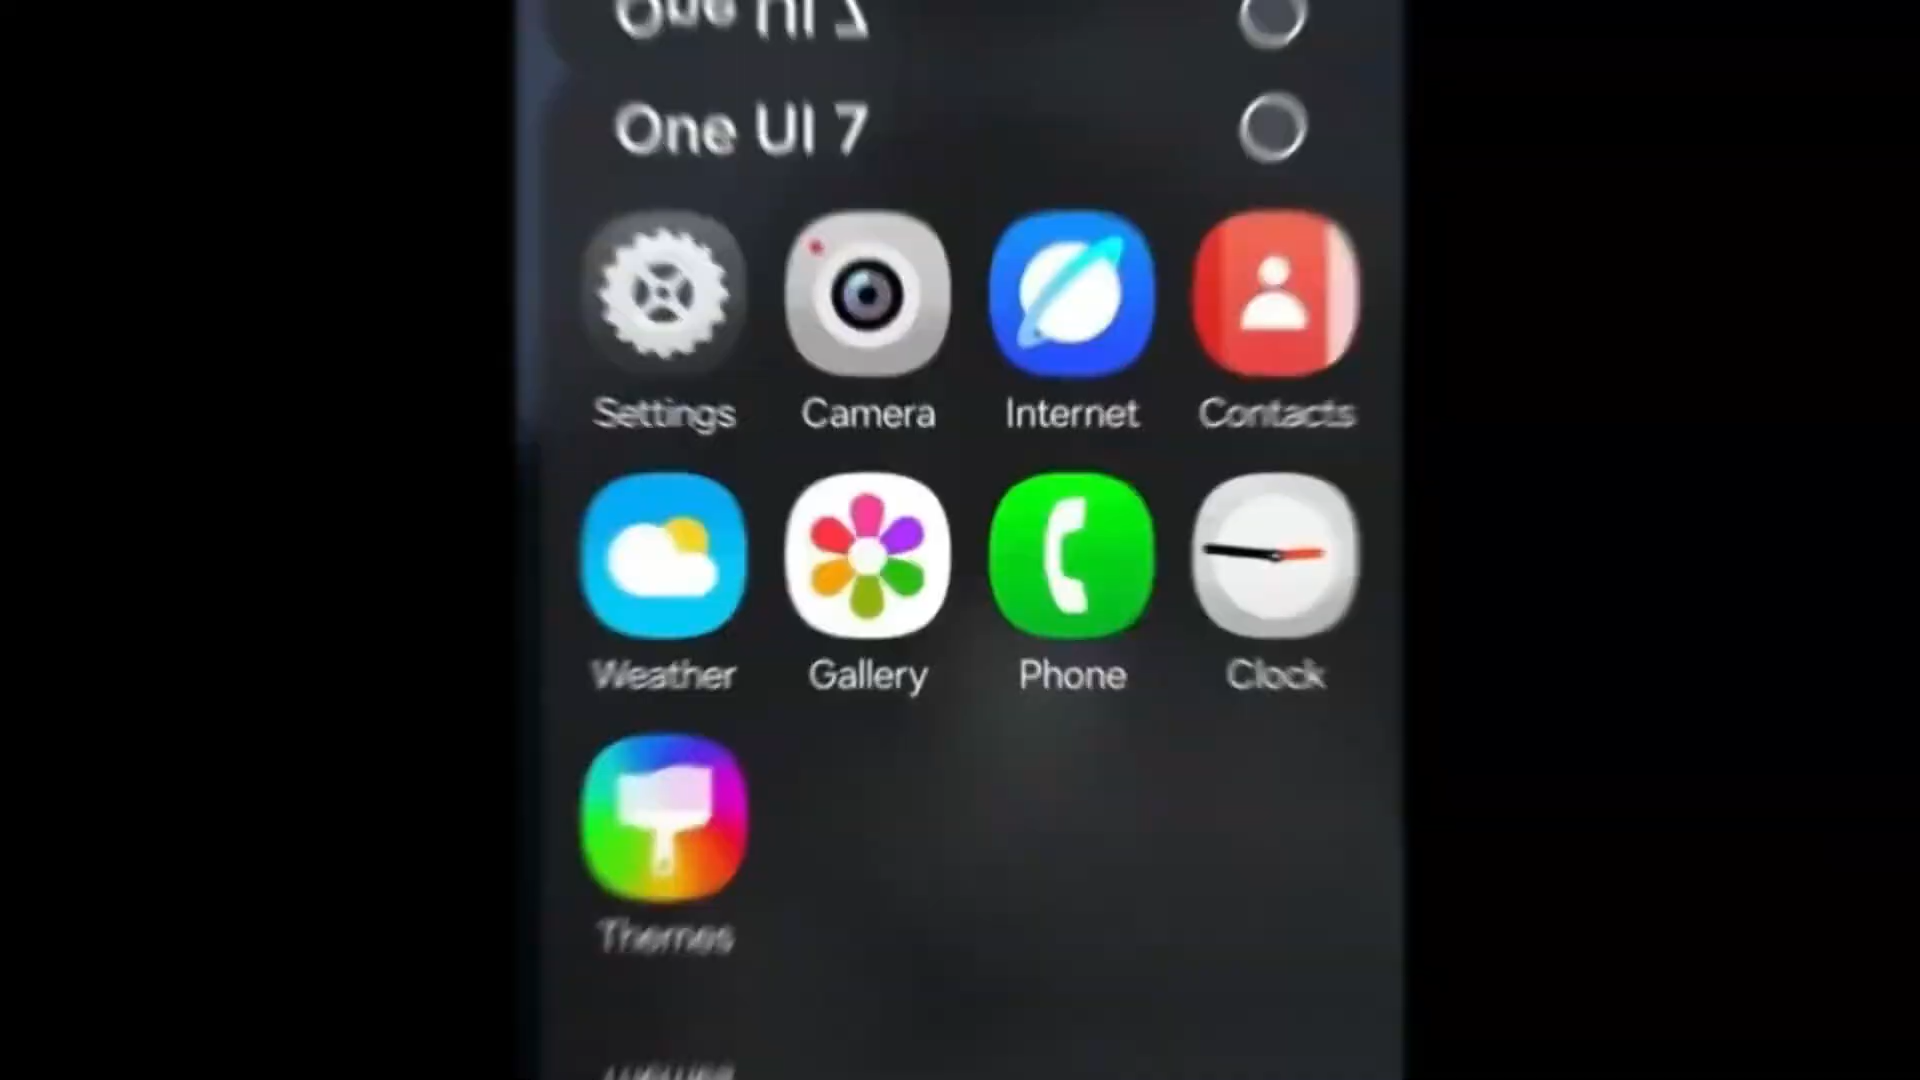 One UI 7
Settings Camera Internet Contacts
Weather Gallery Phone Clock
Themes